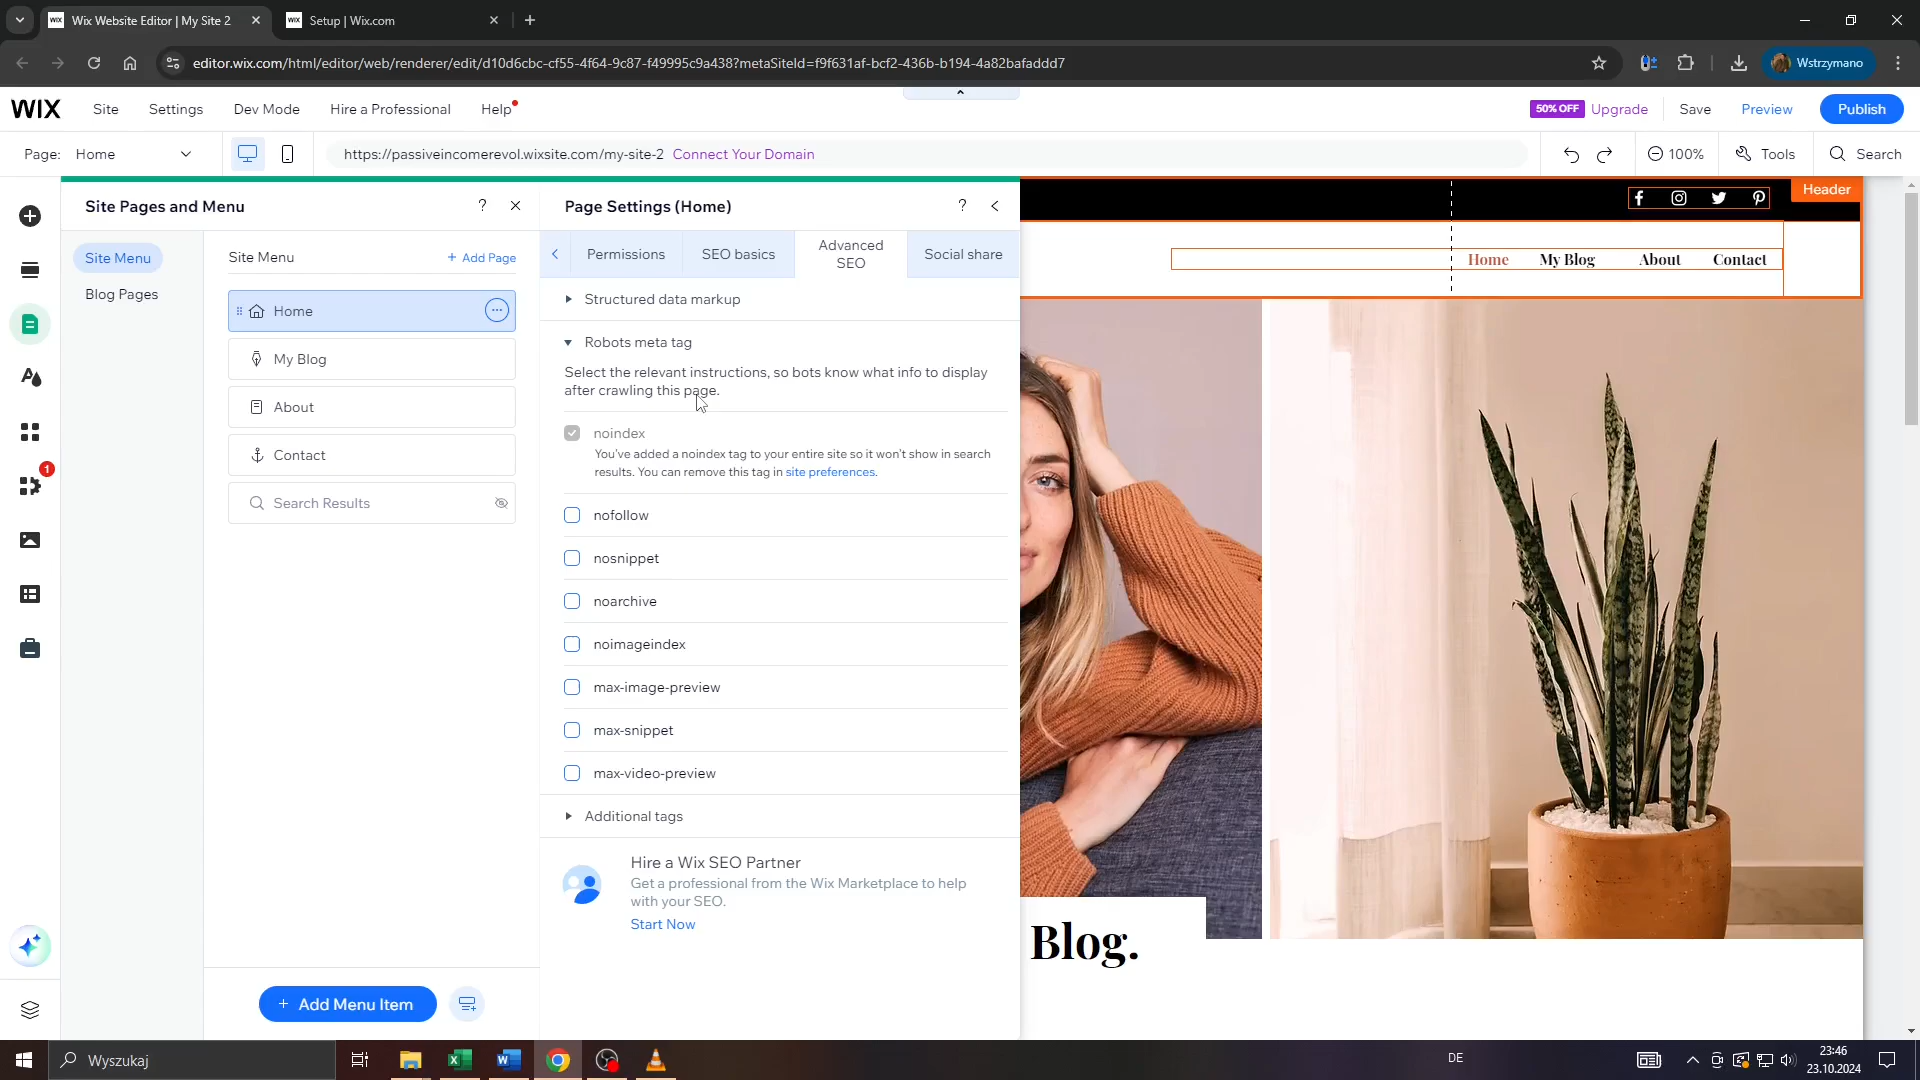 WIX Wix Website Editor | My Site 2
WIX Setup | Wix.com
editor.wix.com/html/editor/web/renderer/edit/d10d6cbc-cf55-4f64-9c87-f49995c9a438?metaSiteId=f9f631af-bcf2-436b-b194-4a82bafaddd7
Wstrzymano
WIX Site Settings Dev Mode Hire a Professional Help
50% OFF Upgrade Save Preview Publish
Page: Home
https://passiveincomerevol.wixsite.com/my-site-2 Connect Your Domain
100% Tools Search
Site Pages and Menu ?
Site Menu
Blog Pages
Site Menu + Add Page
Home
My Blog
About
Contact
Search Results
+ Add Menu Item
1
Page Settings (Home) ?
Permissions SEO basics Advanced SEO Social share
Structured data markup
Robots meta tag
Select the relevant instructions, so bots know what info to display
after crawling this page.
noindex
You've added a noindex tag to your entire site so it won't show in search
results. You can remove this tag in site preferences.
nofollow
nosnippet
noarchive
noimageindex
max-image-preview
max-snippet
max-video-preview
Additional tags
Hire a Wix SEO Partner
Get a professional from the Wix Marketplace to help
with your SEO.
Start Now
Header
Home My Blog About Contact
Blog.
Wyszukaj
DE
23:46
23.10.2024